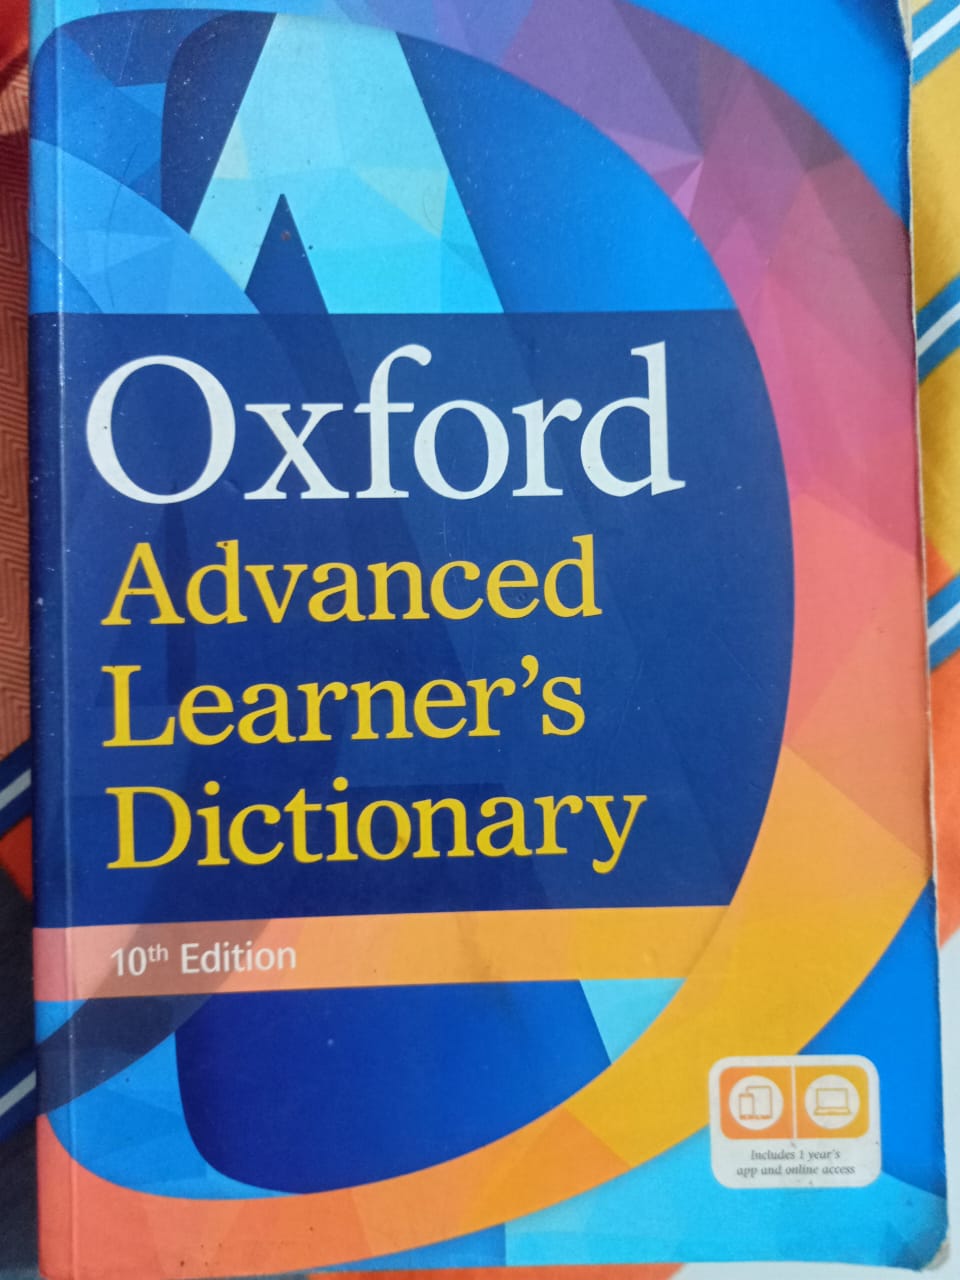 Oxford
Advanced
Learner’s
Dictionary
10th Edition
Includes 1 year's
app and online access